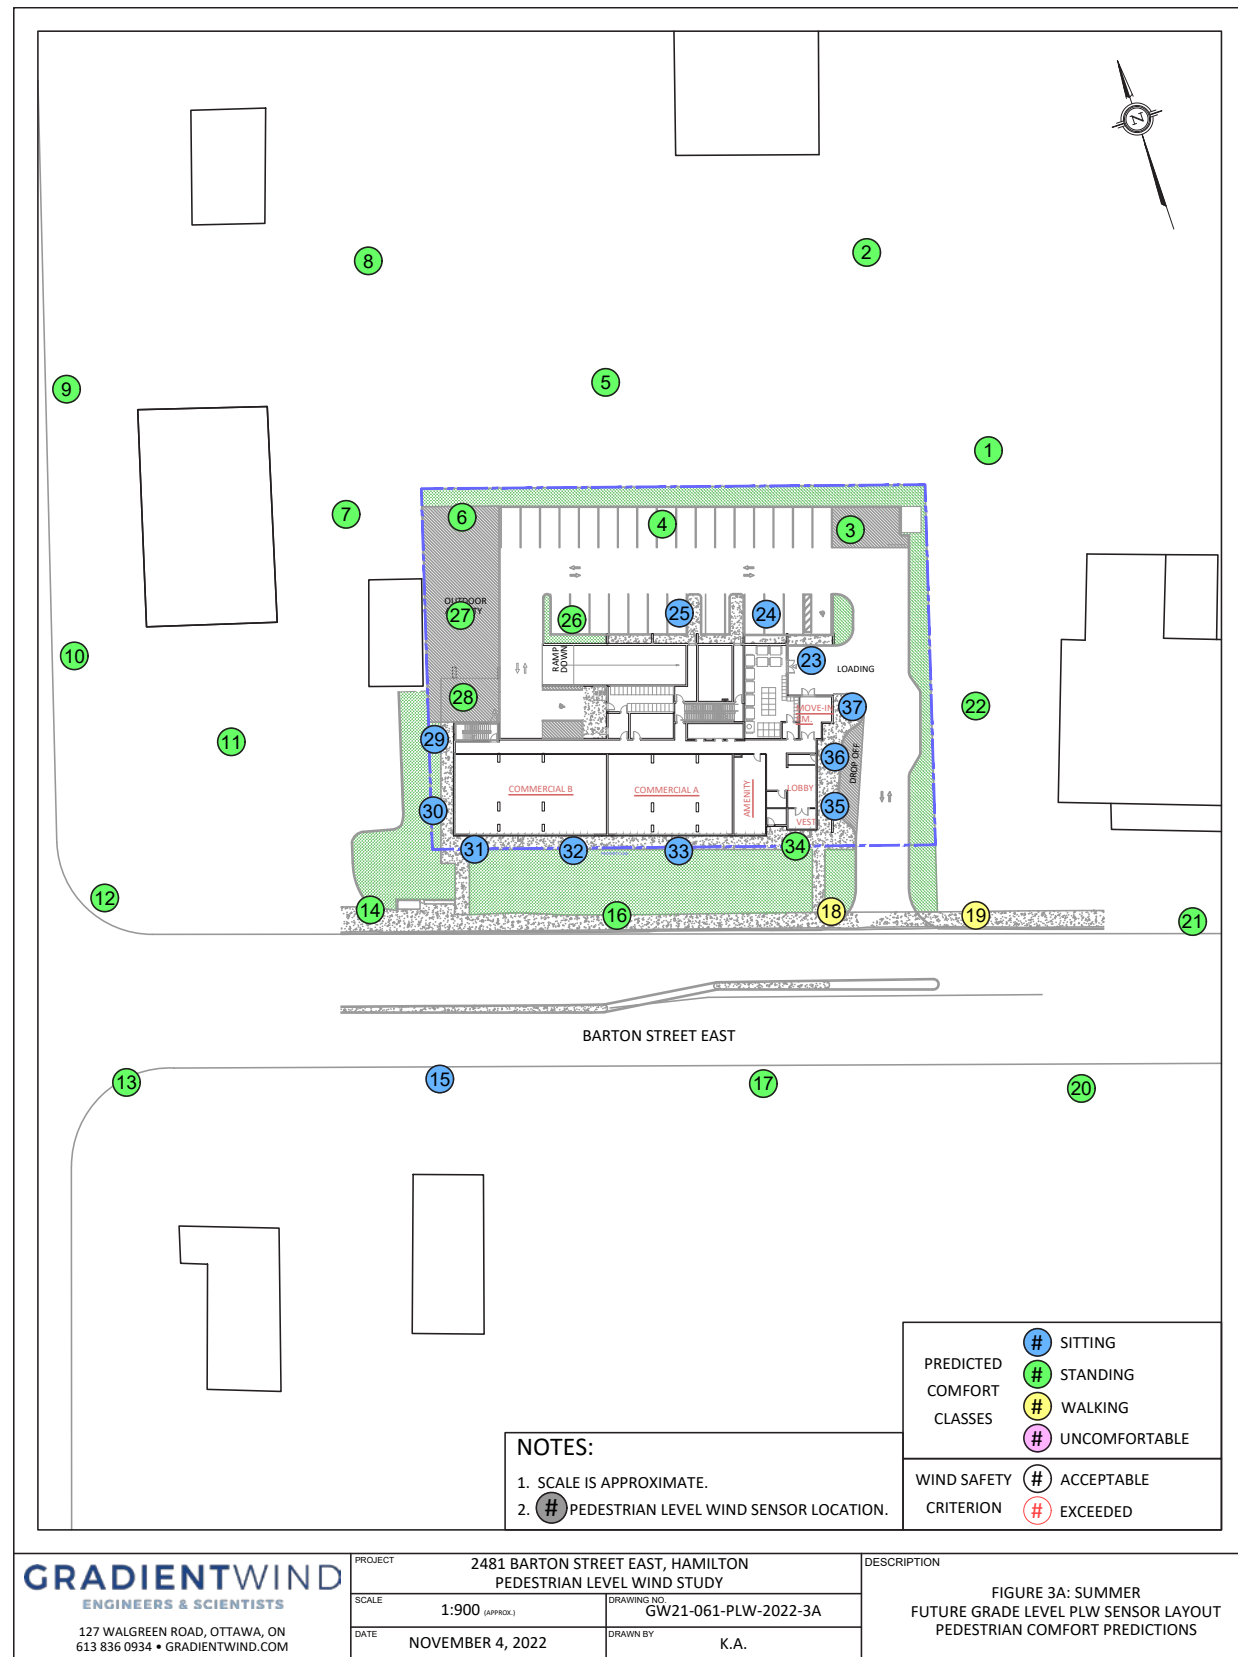 N
8
2
5
9
1
7
6
4
3
OUTDOOR
27
26
25
24
RAMP
DOWN
23
LOADING
10
28
MOVE-IN
37
22
11
29
36
DROP OFF
COMMERCIAL B
COMMERCIAL A
AMENITY
LOBBY
30
35
VEST
31
32
33
34
12
14
16
18
19
21
BARTON STREET EAST
13
15
17
20
PREDICTED
COMFORT
CLASSES
# SITTING
# STANDING
# WALKING
# UNCOMFORTABLE
WIND SAFETY
CRITERION
# ACCEPTABLE
# EXCEEDED
NOTES:
1. SCALE IS APPROXIMATE.
2. # PEDESTRIAN LEVEL WIND SENSOR LOCATION.
GRADIENTWIND
ENGINEERS & SCIENTISTS
127 WALGREEN ROAD, OTTAWA, ON
613 836 0934 • GRADIENTWIND.COM
PROJECT
2481 BARTON STREET EAST, HAMILTON
PEDESTRIAN LEVEL WIND STUDY
SCALE
1:900 (APPROX.)
DRAWING NO.
GW21-061-PLW-2022-3A
DATE
NOVEMBER 4, 2022
DRAWN BY
K.A.
DESCRIPTION
FIGURE 3A: SUMMER
FUTURE GRADE LEVEL PLW SENSOR LAYOUT
PEDESTRIAN COMFORT PREDICTIONS